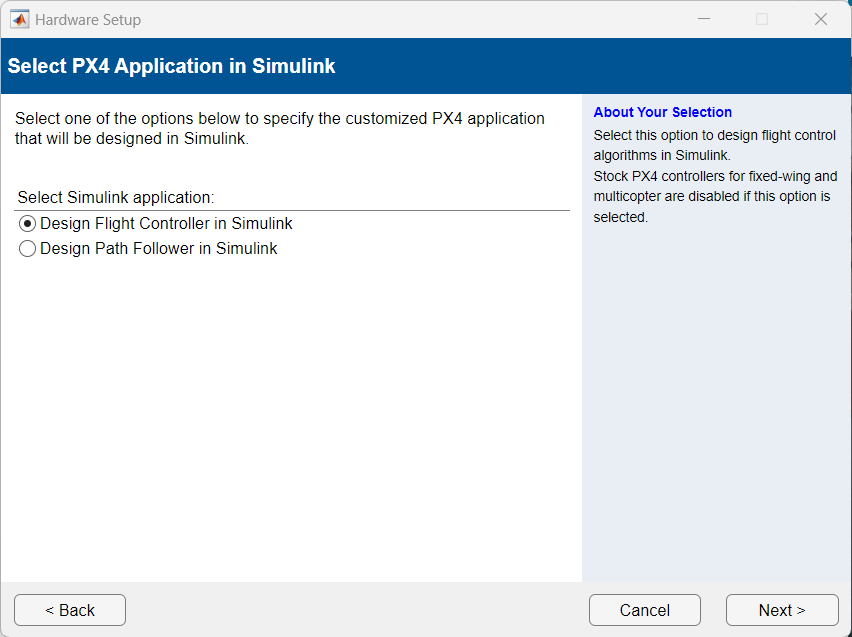 Hardware Setup
Select PX4 Application in Simulink
Select one of the options below to specify the customized PX4 application
that will be designed in Simulink.
Select Simulink application:
Design Flight Controller in Simulink
Design Path Follower in Simulink
About Your Selection
Select this option to design flight control
algorithms in Simulink.
Stock PX4 controllers for fixed-wing and
multicopter are disabled if this option is
selected.
< Back
Cancel
Next >